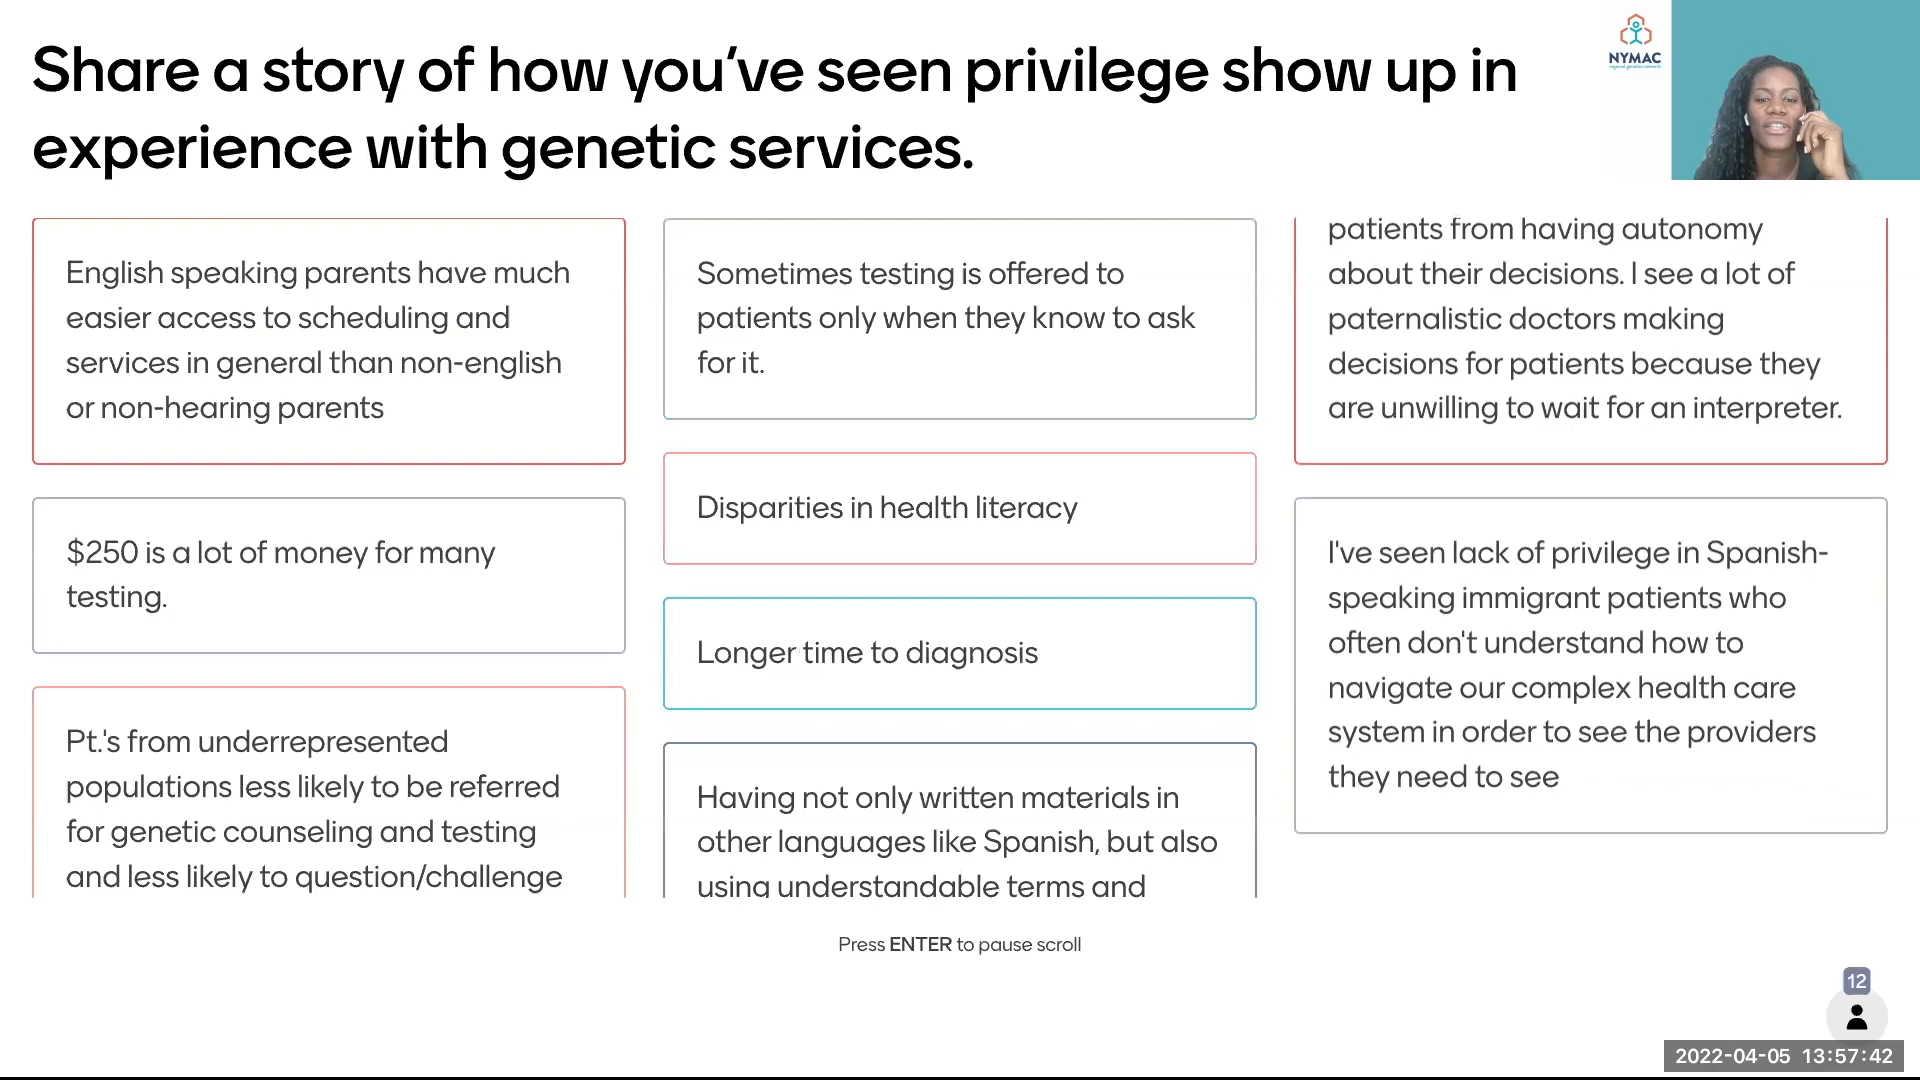 Share a story of how you've seen privilege show up in
experience with genetic services.
NYMAC
English speaking parents have much
easier access to scheduling and
services in general than non-english
or non-hearing parents
$250 is a lot of money for many
testing.
Pt.'s from underrepresented
populations less likely to be referred
for genetic counseling and testing
and less likely to question/challenge
Sometimes testing is offered to
patients only when they know to ask
for it.
Disparities in health literacy
Longer time to diagnosis
Having not only written materials in
other languages like Spanish, but also
using understandable terms and
patients from having autonomy
about their decisions. I see a lot of
paternalistic doctors making
decisions for patients because they
are unwilling to wait for an interpreter.
I've seen lack of privilege in Spanish-
speaking immigrant patients who
often don't understand how to
navigate our complex health care
system in order to see the providers
they need to see
Press ENTER to pause scroll
12
2022-04-05 13:57:42